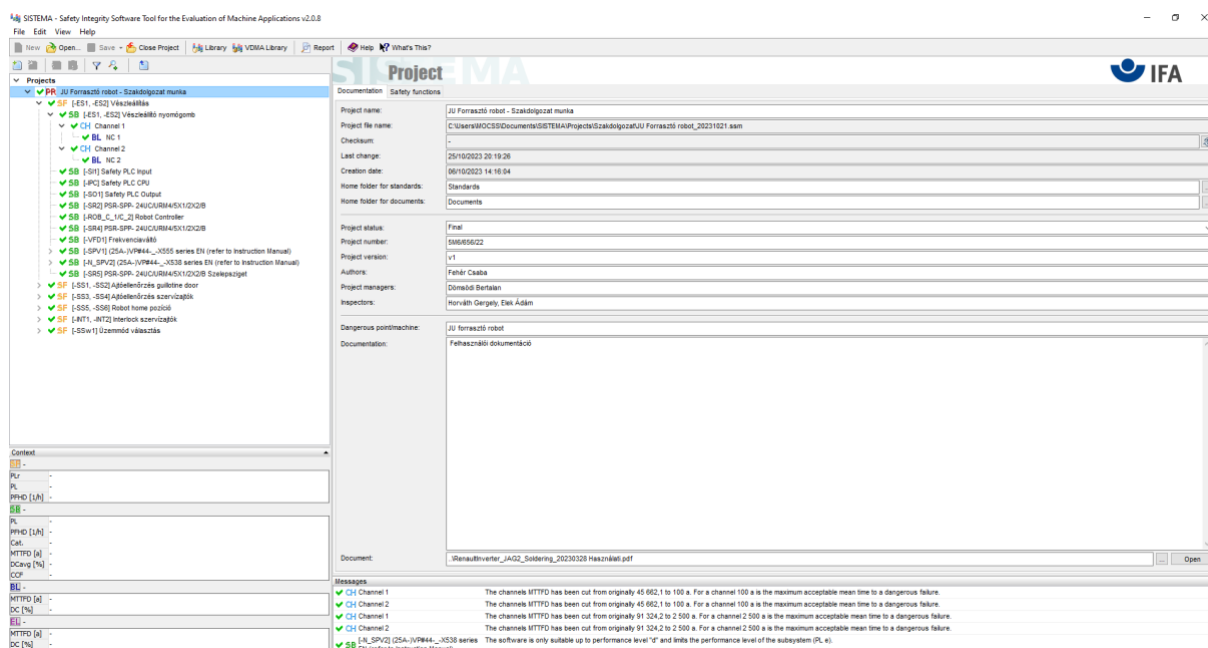 SISTEMA - Safety Integrity Software Tool for the Evaluation of Machine Applications v2.0.8
File Edit View Help
New Open... Save Close Project Library VDMA Library Report Help What's This?
Projects
PR JU Forrasztó robot - Szakdolgozat munka
SF [-ES1, -ES2] Vészleállítás
SB [-ES1, -ES2] Vészleállító nyomógomb
CH Channel 1
BL NC 1
CH Channel 2
BL NC 2
SB [-SI1] Safety PLC Input
SB [-IPC] Safety PLC CPU
SB [-SO1] Safety PLC Output
SB [-SR2] PSR-SPP- 24UC/URM4/5X1/2X2/B
SB [-ROB_C_1/C_2] Robot Controller
SB [-SR4] PSR-SPP- 24UC/URM4/5X1/2X2/B
SB [-VFD1] Frekvenciaváltó
SB [-SPV1] (25A-)VP#44-_-X555 series EN (refer to Instruction Manual)
SB [-N_SPV2] (25A-)VP#44-_-X538 series EN (refer to Instruction Manual)
SB [-SR5] PSR-SPP- 24UC/URM4/5X1/2X2/B Szelepsziget
SF [-SS1, -SS2] Ajtóellenőrzés guillotine door
SF [-SS3, -SS4] Ajtóellenőrzés szervízajtók
SF [-SS5, -SS6] Robot home pozíció
SF [-INT1, -INT2] Interlock szervízajtók
SF [-SSw1] Üzemmód választás
Context
SF -
PLr -
PL -
PFHD [1/h] -
SB -
PL -
PFHD [1/h] -
Cat. -
MTTFD [a] -
DCavg [%] -
CCF -
BL -
MTTFD [a] -
DC [%] -
EL -
MTTFD [a] -
DC [%] -
SISTEMA
Project
IFA
Documentation Safety functions
Project name: JU Forrasztó robot - Szakdolgozat munka
Project file name: C:\Users\MOCSS\Documents\SISTEMA\Projects\Szakdolgozat\JU Forrasztó robot_20231021.ssm
Checksum: -
Last change: 25/10/2023 20:19:26
Creation date: 06/10/2023 14:16:04
Home folder for standards: Standards
Home folder for documents: Documents
Project status: Final
Project number: SM6/656/22
Project version: v1
Authors: Fehér Csaba
Project managers: Dömsödi Bertalan
Inspectors: Horváth Gergely, Elek Ádám
Dangerous point/machine: JU forrasztó robot
Documentation: Felhasználói dokumentáció
Document: ..\RenaultInverter_JAG2_Soldering_20230328 Használati.pdf ... Open
Messages
CH Channel 1 The channels MTTFD has been cut from originally 45 662,1 to 100 a. For a channel 100 a is the maximum acceptable mean time to a dangerous failure.
CH Channel 2 The channels MTTFD has been cut from originally 45 662,1 to 100 a. For a channel 100 a is the maximum acceptable mean time to a dangerous failure.
CH Channel 1 The channels MTTFD has been cut from originally 91 324,2 to 2 500 a. For a channel 2 500 a is the maximum acceptable mean time to a dangerous failure.
CH Channel 2 The channels MTTFD has been cut from originally 91 324,2 to 2 500 a. For a channel 2 500 a is the maximum acceptable mean time to a dangerous failure.
SB [-N_SPV2] (25A-)VP#44-_-X538 series The software is only suitable up to performance level "d" and limits the performance level of the subsystem (PL e).
EN (refer to Instruction Manual)